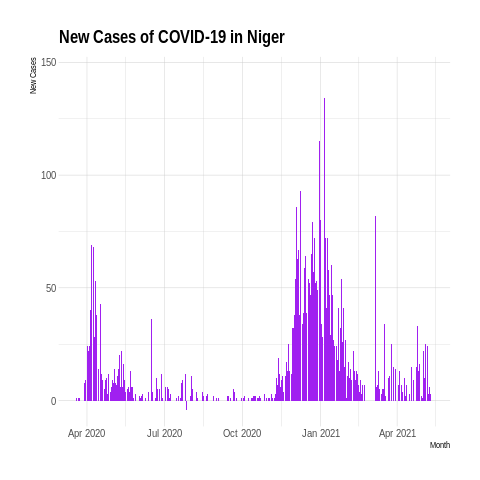 New Cases of COVID-19 in Niger
New Cases
150
100
50
0
Apr 2020 Jul 2020 Oct 2020 Jan 2021 Apr 2021
Month